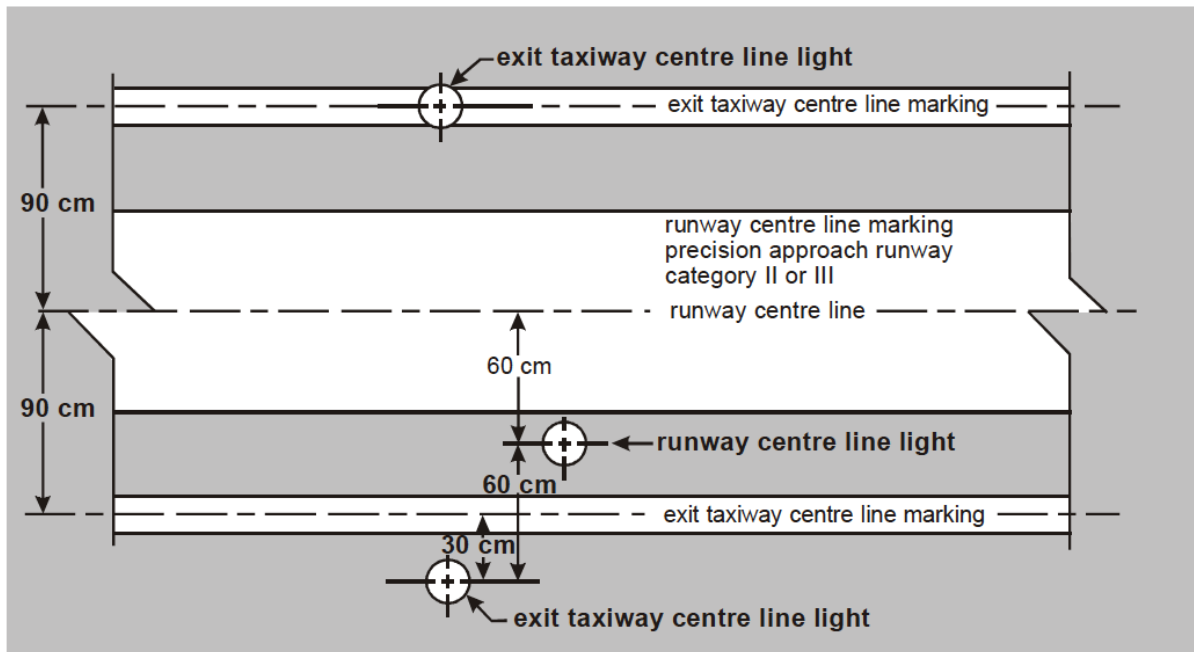 exit taxiway centre line light
exit taxiway centre line marking
90 cm
runway centre line marking
precision approach runway
category II or III
runway centre line
60 cm
90 cm
runway centre line light
60 cm
exit taxiway centre line marking
30 cm
exit taxiway centre line light